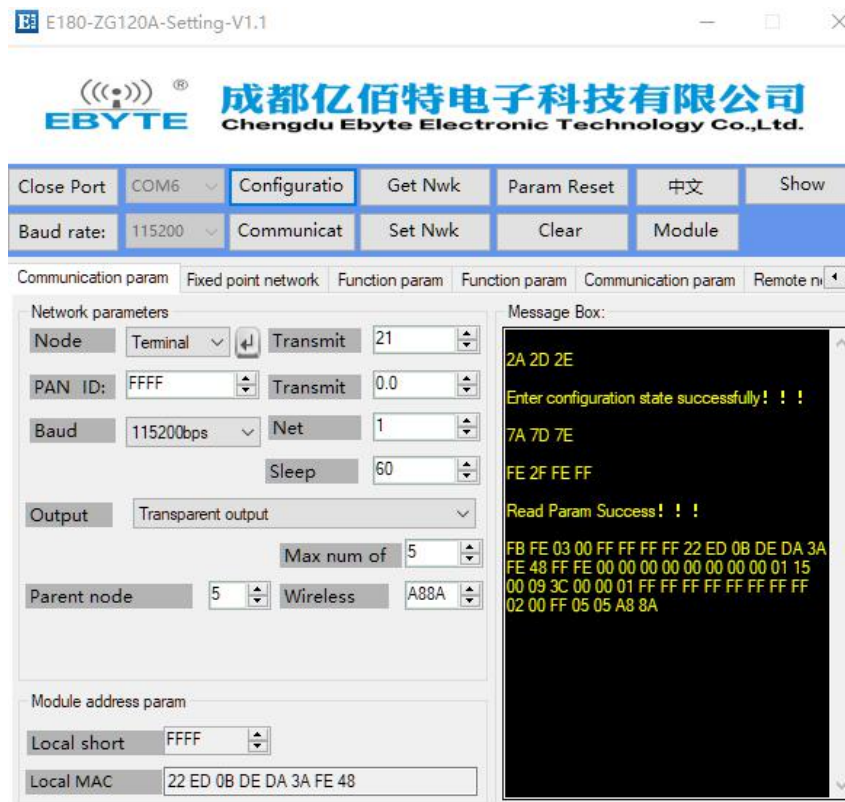 E180-ZG120A-Setting-V1.1
EBYTE ®
成都亿佰特电子科技有限公司
Chengdu Ebyte Electronic Technology Co.,Ltd.
Close Port COM6 Configuratio Get Nwk Param Reset 中文 Show
Baud rate: 115200 Communicat Set Nwk Clear Module
Communication param Fixed point network Function param Function param Communication param Remote n
Network parameters
Node Terminal Transmit 21
PAN ID: FFFF Transmit 0.0
Baud 115200bps Net 1
Sleep 60
Output Transparent output
Max num of 5
Parent node 5 Wireless A88A
Module address param
Local short FFFF
Local MAC 22 ED 0B DE DA 3A FE 48
Message Box:
2A 2D 2E
Enter configuration state successfully! ! !
7A 7D 7E
FE 2F FE FF
Read Param Success! ! !
FB FE 03 00 FF FF FF FF 22 ED 0B DE DA 3A
FE 48 FF FE 00 00 00 00 00 00 00 00 01 15
00 09 3C 00 00 01 FF FF FF FF FF FF FF FF
02 00 FF 05 05 A8 8A